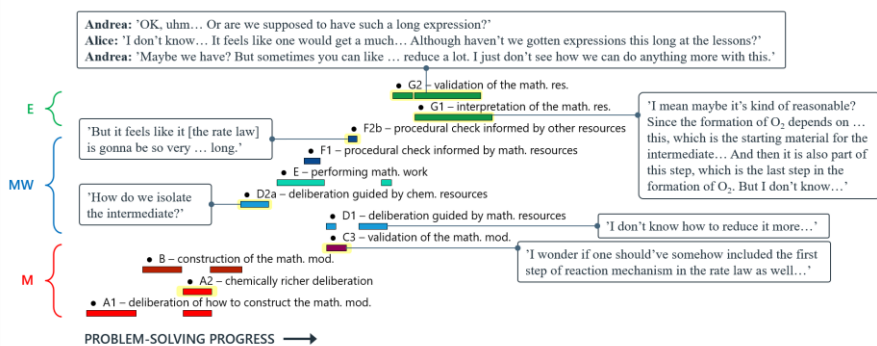 Andrea: ’OK, uhm… Or are we supposed to have such a long expression?’
Alice: ’I don’t know… It feels like one would get a much… Although haven’t we gotten expressions this long at the lessons?’
Andrea: ’Maybe we have? But sometimes you can like … reduce a lot. I just don’t see how we can do anything more with this.’
● G2 – validation of the math. res.
E
● G1 – interpretation of the math. res.
’I mean maybe it’s kind of reasonable?
Since the formation of O₂ depends on …
this, which is the starting material for the
intermediate… And then it is also part of
this step, which is the last step in the
formation of O₂. But I don’t know…’
’But it feels like it [the rate law]
is gonna be so very … long.’
● F2b – procedural check informed by other resources
● F1 – procedural check informed by math. resources
MW
● E – performing math. work
’How do we isolate
the intermediate?’
● D2a – deliberation guided by chem. resources
● D1 – deliberation guided by math. resources
’I don’t know how to reduce it more…’
● C3 – validation of the math. mod.
’I wonder if one should’ve somehow included the first
step of reaction mechanism in the rate law as well…’
M
● B – construction of the math. mod.
● A2 – chemically richer deliberation
● A1 – deliberation of how to construct the math. mod.
PROBLEM-SOLVING PROGRESS